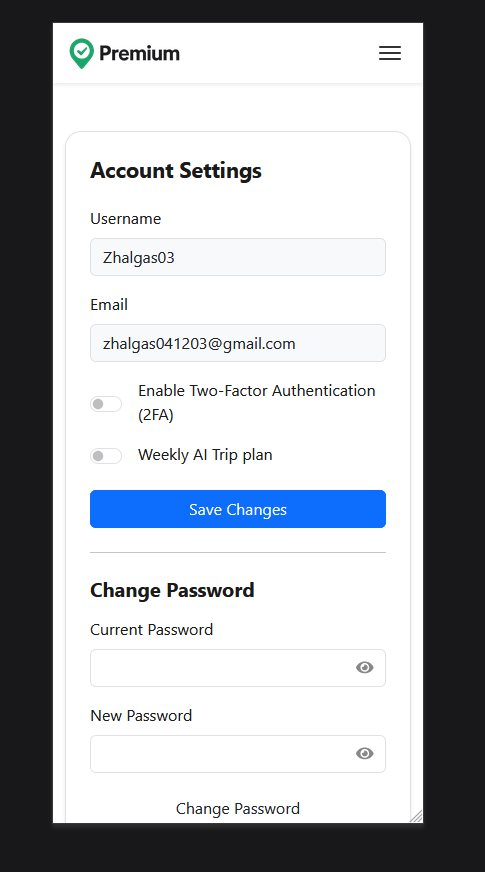 Premium
Account Settings
Username
Zhalgas03
Email
zhalgas041203@gmail.com
Enable Two-Factor Authentication
(2FA)
Weekly AI Trip plan
Save Changes
Change Password
Current Password
New Password
Change Password